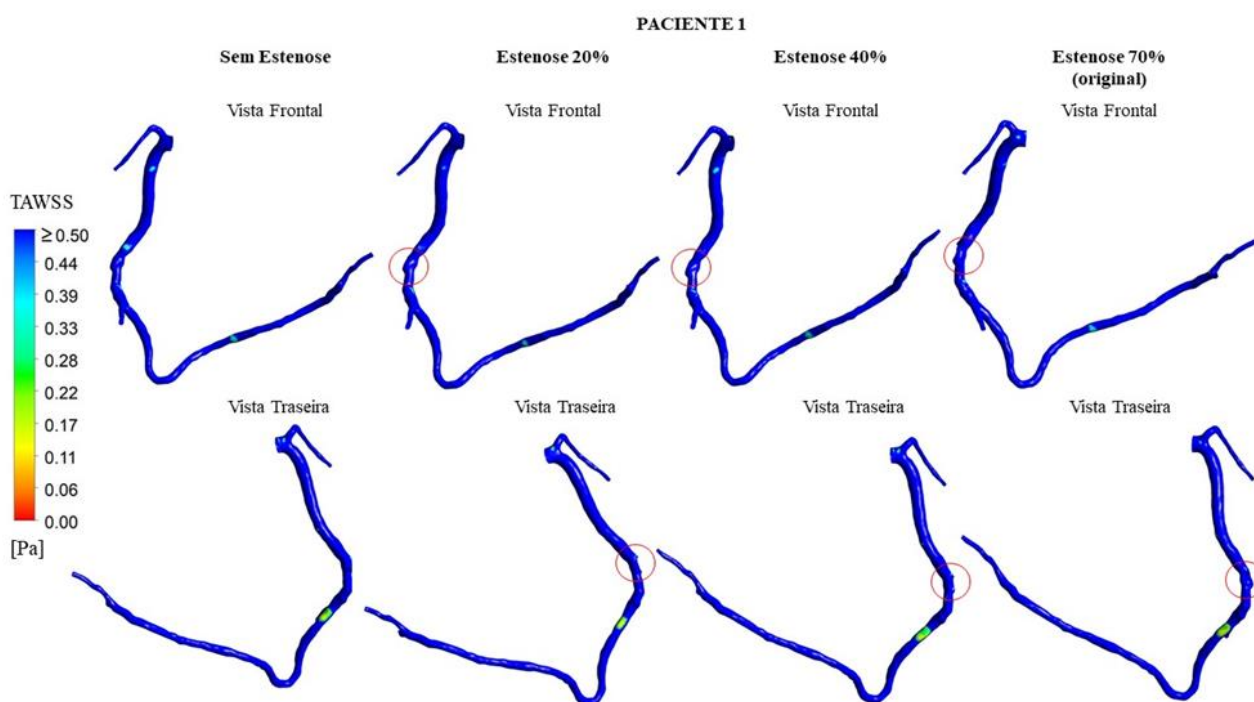 PACIENTE 1
Sem Estenose
Estenose 20%
Estenose 40%
Estenose 70%
(original)
Vista Frontal
Vista Frontal
Vista Frontal
Vista Frontal
TAWSS
≥ 0.50
0.44
0.39
0.33
0.28
0.22
0.17
0.11
0.06
0.00
[Pa]
Vista Traseira
Vista Traseira
Vista Traseira
Vista Traseira